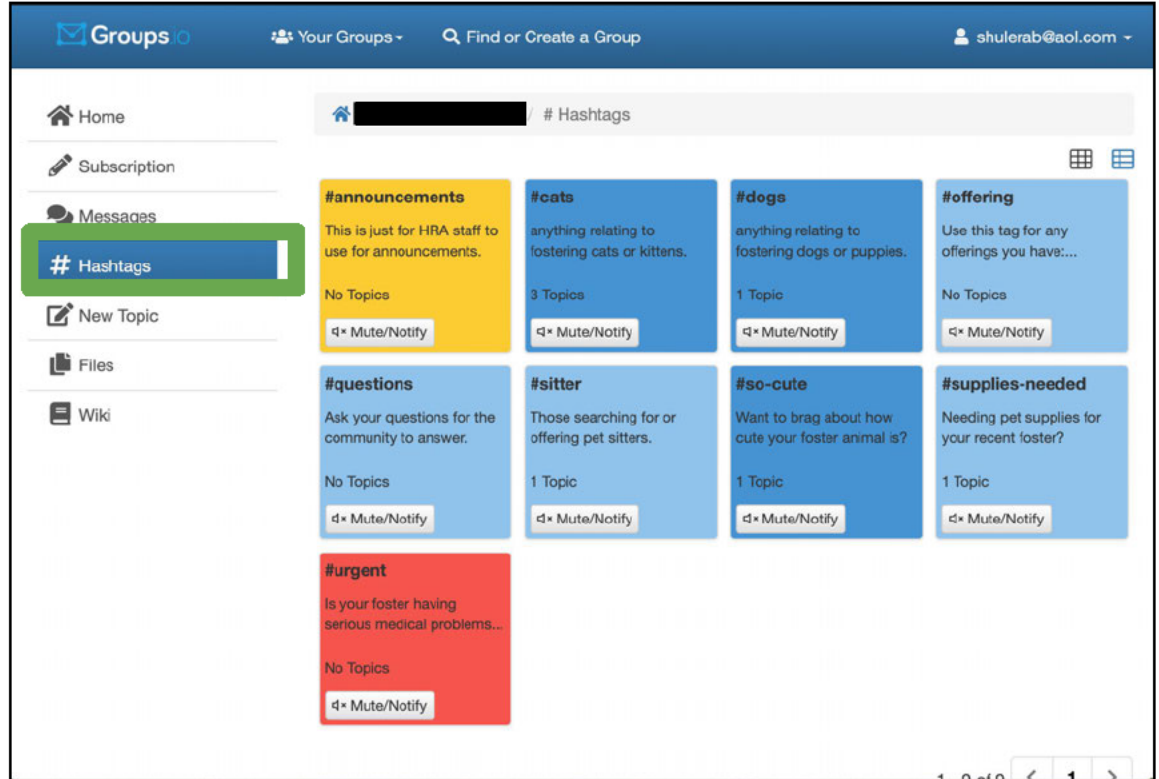 Groups.io
Your Groups
Find or Create a Group
shulerab@aol.com
Home
Subscription
Messages
# Hashtags
New Topic
Files
Wiki
/ # Hashtags
#announcements
This is just for HRA staff to
use for announcements.
No Topics
Mute/Notify
#cats
anything relating to
fostering cats or kittens.
3 Topics
Mute/Notify
#dogs
anything relating to
fostering dogs or puppies.
1 Topic
Mute/Notify
#offering
Use this tag for any
offerings you have:...
No Topics
Mute/Notify
#questions
Ask your questions for the
community to answer.
No Topics
Mute/Notify
#sitter
Those searching for or
offering pet sitters.
1 Topic
Mute/Notify
#so-cute
Want to brag about how
cute your foster animal is?
1 Topic
Mute/Notify
#supplies-needed
Needing pet supplies for
your recent foster?
1 Topic
Mute/Notify
#urgent
Is your foster having
serious medical problems...
No Topics
Mute/Notify
1